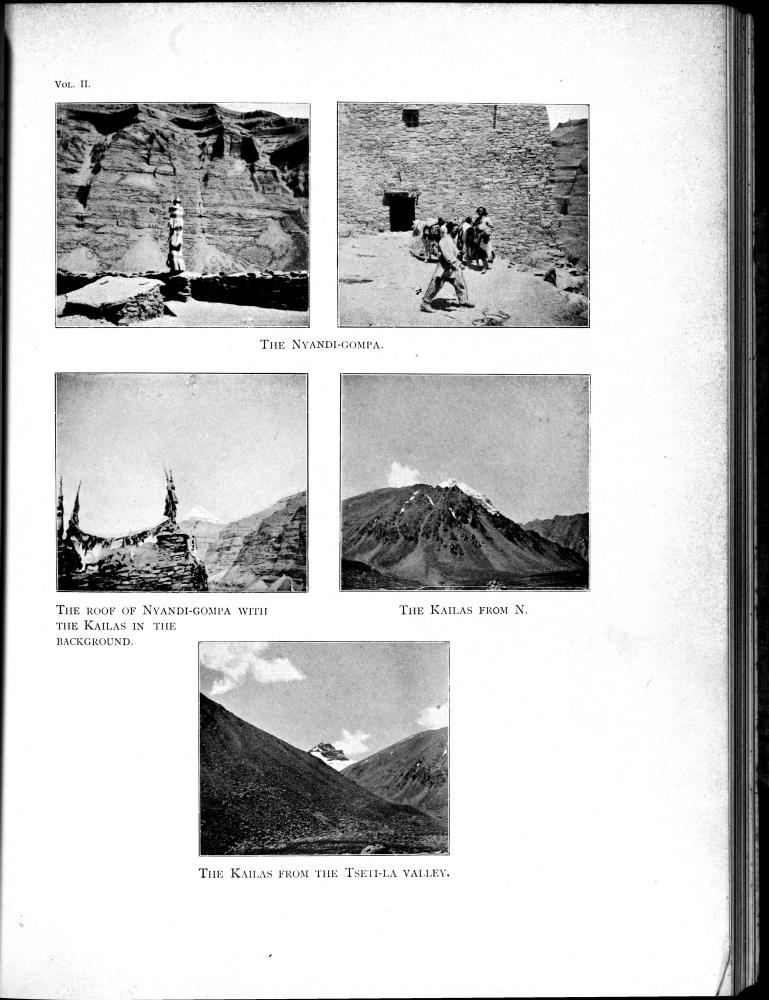 Vol. II.
The Nyandi-gompa.
The roof of Nyandi-gompa with
the Kailas in the
background.
The Kailas from N.
The Kailas from the Tseti-la valley.